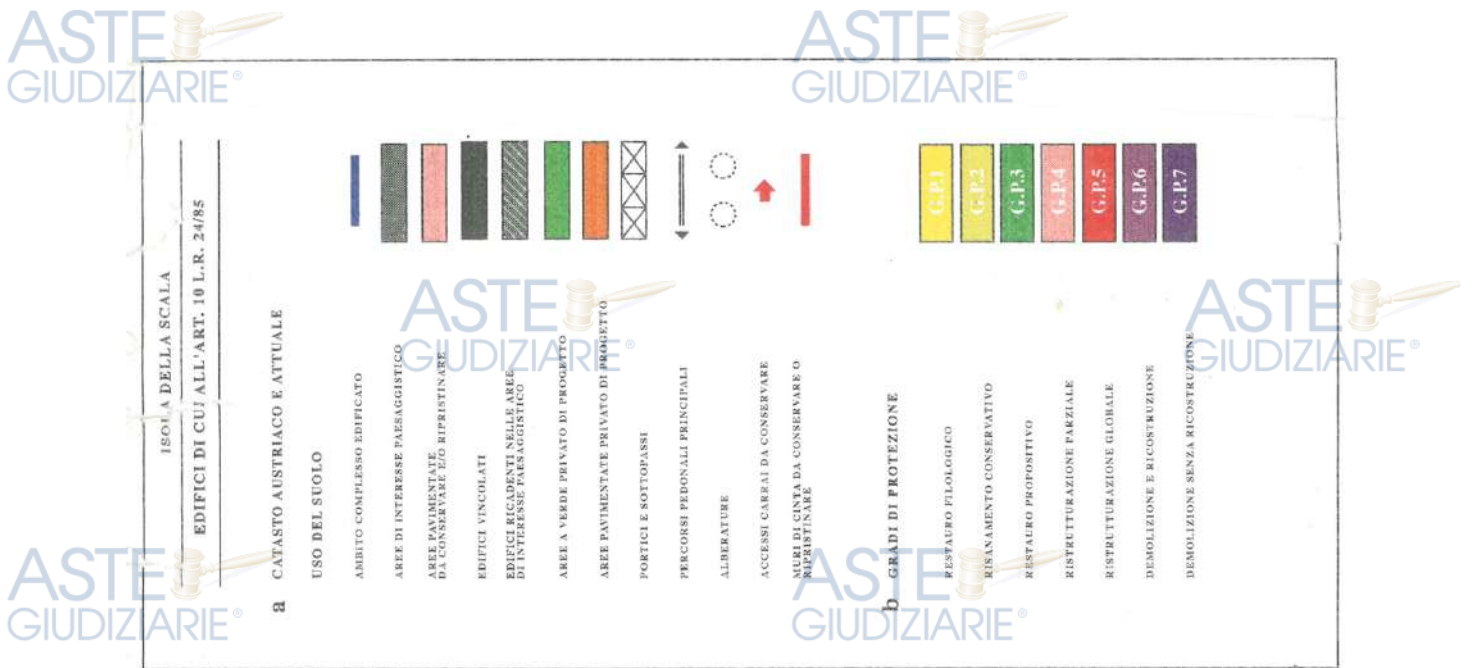 ISOLA DELLA SCALA
EDIFICI DI CUI ALL'ART. 10 L.R. 24/85
a CATASTO AUSTRIACO E ATTUALE
USO DEL SUOLO
AMBITO COMPLESSO EDIFICATO
AREE DI INTERESSE PAESAGGISTICO
AREE PAVIMENTATE
DA CONSERVARE E/O RIPIRISTINARE
EDIFICI VINCOLATI
EDIFICI RICADENTI NELLE AREE
DI INTERESSE PAESAGGISTICO
AREE A VERDE PRIVATO DI PROGETTO
AREE PAVIMENTATE PRIVATO DI PROGETTO
PORTICI E SOTTOPASSI
PERCORSI PEDONALI PRINCIPALI
ALBERATURE
ACCESSI CARRAI DA CONSERVARE
MURI DI CINTA DA CONSERVARE O
RIPRISTINARE
b GRADI DI PROTEZIONE
RESTAURO FILOLOGICO G.P.1
RISANAMENTO CONSERVATIVO G.P.2
RESTAURO PROPOSITIVO G.P.3
RISTRUTTURAZIONE PARZIALE G.P.4
RISTRUTTURAZIONE GLOBALE G.P.5
DEMOLIZIONE E RICOSTRUZIONE G.P.6
DEMOLIZIONE SENZA RICOSTRUZIONE G.P.7
ASTE
GIUDIZIARIE®
ASTE
GIUDIZIARIE®
ASTE
GIUDIZIARIE®
ASTE
GIUDIZIARIE®
ASTE
GIUDIZIARIE®
ASTE
GIUDIZIARIE®